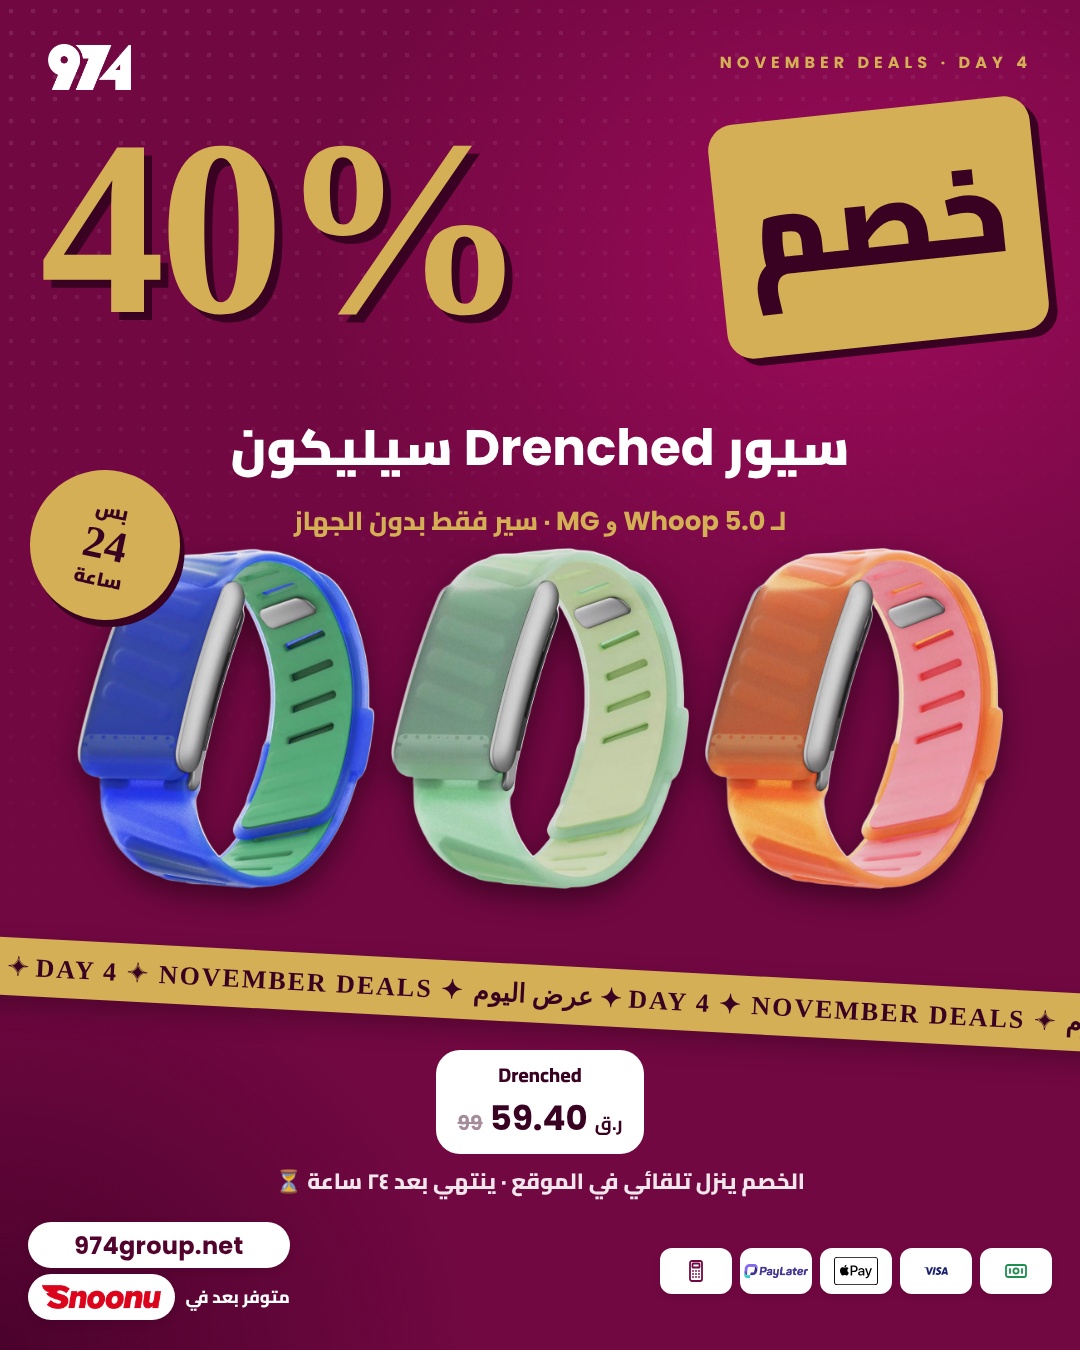 974
NOVEMBER DEALS · DAY 4
40%
خصم
سيور Drenched سيليكون
لـ Whoop 5.0 و MG · سير فقط بدون الجهاز
بس
24
ساعة
✦ DAY 4 ✦ NOVEMBER DEALS ✦ عرض اليوم ✦ DAY 4 ✦ NOVEMBER DEALS ✦ م
Drenched
99 59.40 ر.ق
الخصم ينزل تلقائي في الموقع · ينتهي بعد ٢٤ ساعة ⏳
974group.net
متوفر بعد في Snoonu
PayLater
Pay
VISA